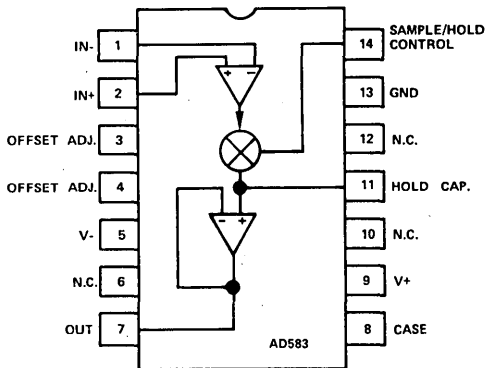 IN- 1
IN+ 2
OFFSET ADJ. 3
OFFSET ADJ. 4
V- 5
N.C. 6
OUT 7
+ -
- +
AD583
14 SAMPLE/HOLD
CONTROL
13 GND
12 N.C.
11 HOLD CAP.
10 N.C.
9 V+
8 CASE